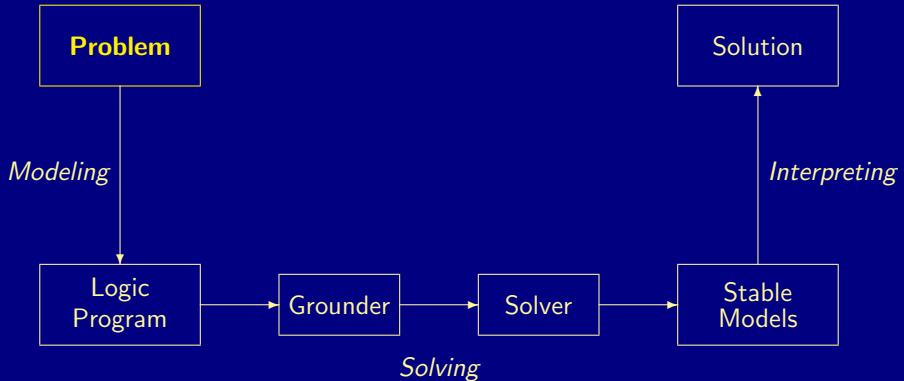 Problem
Solution
Modeling
Interpreting
Logic
Program
Grounder
Solver
Stable
Models
Solving